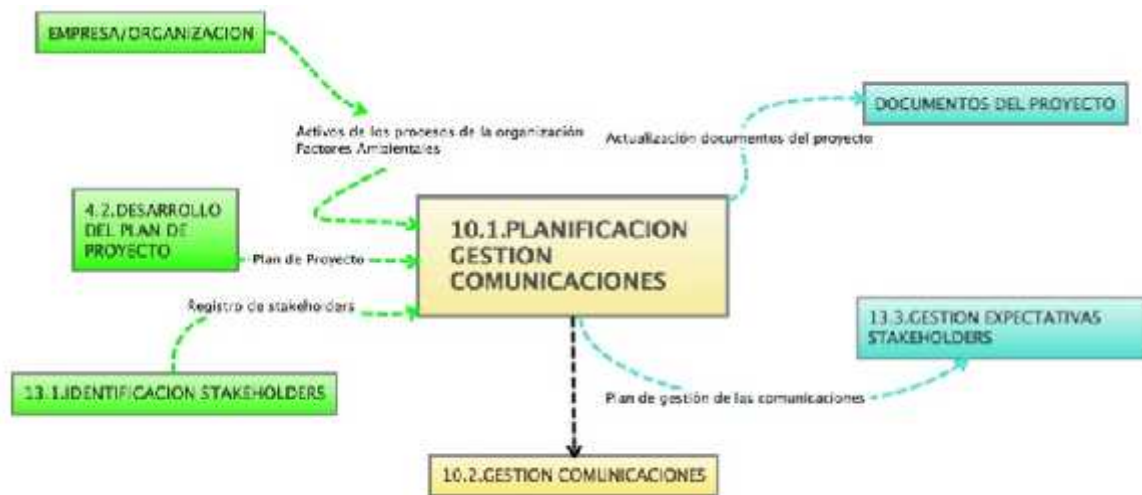 EMPRESA/ORGANIZACION
DOCUMENTOS DEL PROYECTO
Activos de los procesos de la organización
Factores Ambientales
Actualización documentos del proyecto
4.2.DESARROLLO
DEL PLAN DE
PROYECTO
10.1.PLANIFICACION
GESTION
COMUNICACIONES
Plan de Proyecto
Registro de stakeholders
13.3.GESTION EXPECTATIVAS
STAKEHOLDERS
13.1.IDENTIFICACION STAKEHOLDERS
Plan de gestión de las comunicaciones
10.2.GESTION COMUNICACIONES